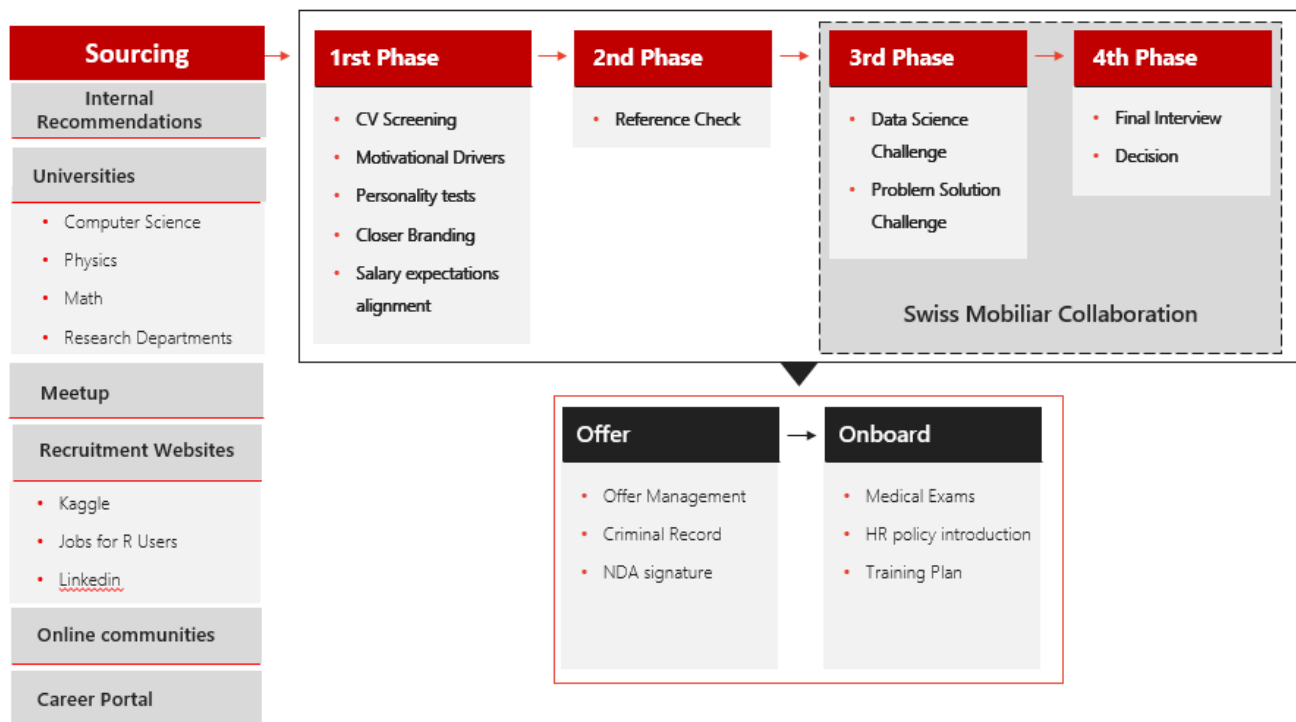 Sourcing
Internal
Recommendations
Universities
Computer Science
Physics
Math
Research Departments
Meetup
Recruitment Websites
Kaggle
Jobs for R Users
Linkedin
Online communities
Career Portal
1rst Phase
CV Screening
Motivational Drivers
Personality tests
Closer Branding
Salary expectations
alignment
2nd Phase
Reference Check
3rd Phase
Data Science
Challenge
Problem Solution
Challenge
4th Phase
Final Interview
Decision
Swiss Mobiliar Collaboration
Offer
Offer Management
Criminal Record
NDA signature
Onboard
Medical Exams
HR policy introduction
Training Plan